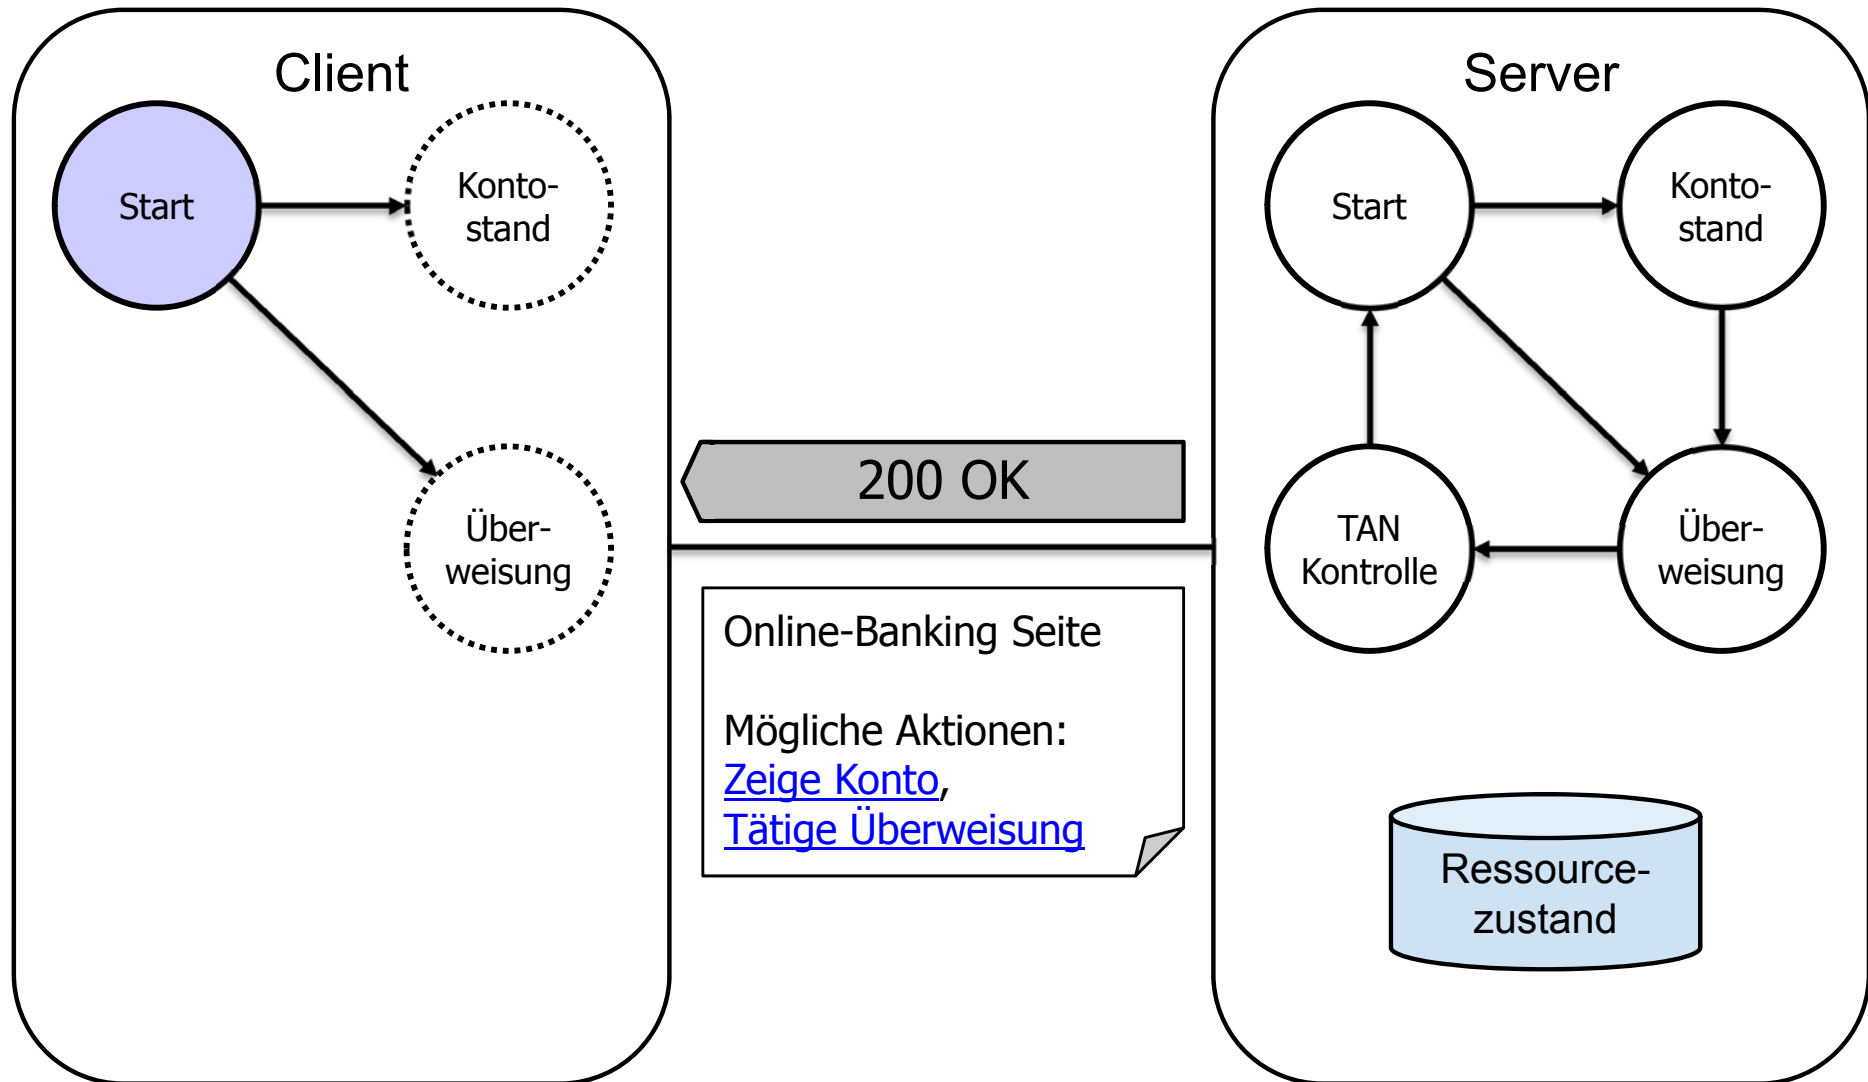 Client
Start
Konto-
stand
Über-
weisung
200 OK
Online-Banking Seite
Mögliche Aktionen:
Zeige Konto,
Tätige Überweisung
Server
Start
Konto-
stand
TAN
Kontrolle
Über-
weisung
Ressource-
zustand